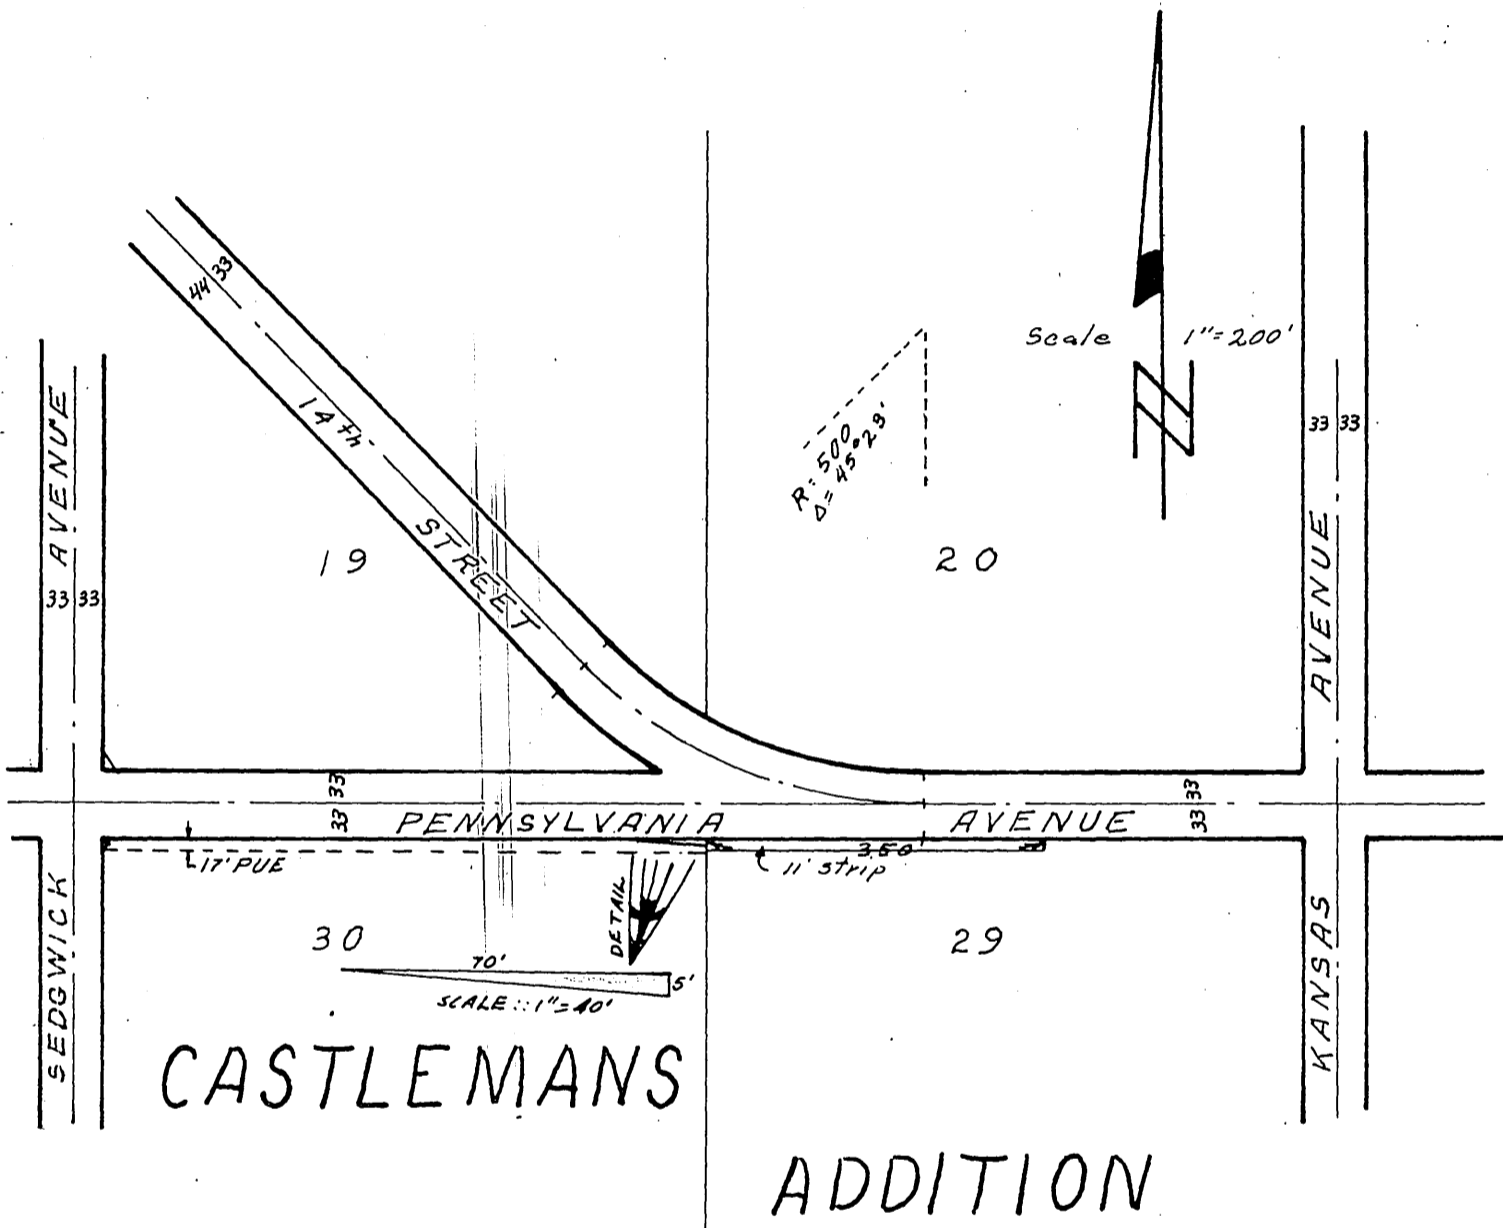 Scale 1"=200'
33
44
14Th
STREET
R = 500
Δ = 45°29'
19
20
33 33
AVENUE
33 33
AVENUE
33
33
PENNSYLVANIA AVENUE
33
33
17' PUE
350
11' strip
DETAIL
30
29
70'
5'
SCALE :: 1"=40'
SEDGWICK
KANSAS
CASTLEMANS
ADDITION